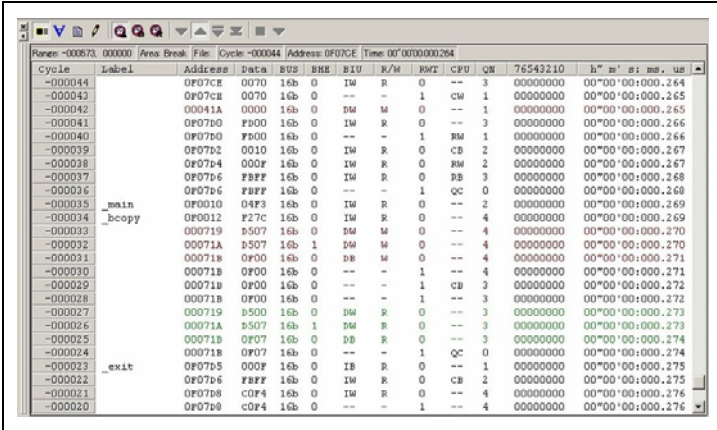 Range: -000573, 000000 Area: Break File: Cycle: -000044 Address: 0F07CE Time: 00"00'00:000.264
Cycle Label Address Data BUS BHE BIU R/W RWT CPU QN 76543210 h" m' s: ms. us
-000044 0F07CE 0070 16b 0 IW R 0 -- 3 00000000 00"00'00:000.264
-000043 0F07CE 0070 16b 0 -- - 1 CW 1 00000000 00"00'00:000.265
-000042 00041A 0000 16b 0 DW W 0 -- 1 00000000 00"00'00:000.265
-000041 0F07D0 FD00 16b 0 IW R 0 -- 3 00000000 00"00'00:000.266
-000040 0F07D0 FD00 16b 0 -- - 1 RW 1 00000000 00"00'00:000.266
-000039 0F07D2 0010 16b 0 IW R 0 CB 2 00000000 00"00'00:000.267
-000038 0F07D4 000F 16b 0 IW R 0 RW 2 00000000 00"00'00:000.267
-000037 0F07D6 FBFF 16b 0 IW R 0 RB 3 00000000 00"00'00:000.268
-000036 0F07D6 FBFF 16b 0 -- - 1 QC 0 00000000 00"00'00:000.268
-000035 _main 0F0010 04F3 16b 0 IW R 0 -- 2 00000000 00"00'00:000.269
-000034 _bcopy 0F0012 F27C 16b 0 IW R 0 -- 4 00000000 00"00'00:000.269
-000033 000719 D507 16b 0 DW W 0 -- 4 00000000 00"00'00:000.270
-000032 00071A D507 16b 1 DW W 0 -- 4 00000000 00"00'00:000.270
-000031 00071B 0F00 16b 0 DB W 0 -- 4 00000000 00"00'00:000.271
-000030 00071B 0F00 16b 0 -- - 1 -- 4 00000000 00"00'00:000.271
-000029 00071B 0F00 16b 0 -- - 1 CB 3 00000000 00"00'00:000.272
-000028 00071B 0F00 16b 0 -- - 1 -- 3 00000000 00"00'00:000.272
-000027 000719 D500 16b 0 DW R 0 -- 3 00000000 00"00'00:000.273
-000026 00071A D507 16b 1 DW R 0 -- 3 00000000 00"00'00:000.273
-000025 00071B 0F07 16b 0 DB R 0 -- 3 00000000 00"00'00:000.274
-000024 00071B 0F07 16b 0 -- - 1 QC 0 00000000 00"00'00:000.274
-000023 _exit 0F07D5 000F 16b 0 IB R 0 -- 1 00000000 00"00'00:000.275
-000022 0F07D6 FBFF 16b 0 IW R 0 CB 2 00000000 00"00'00:000.275
-000021 0F07D8 C0F4 16b 0 IW R 0 -- 4 00000000 00"00'00:000.276
-000020 0F07D8 C0F4 16b 0 -- - 1 -- 4 00000000 00"00'00:000.276